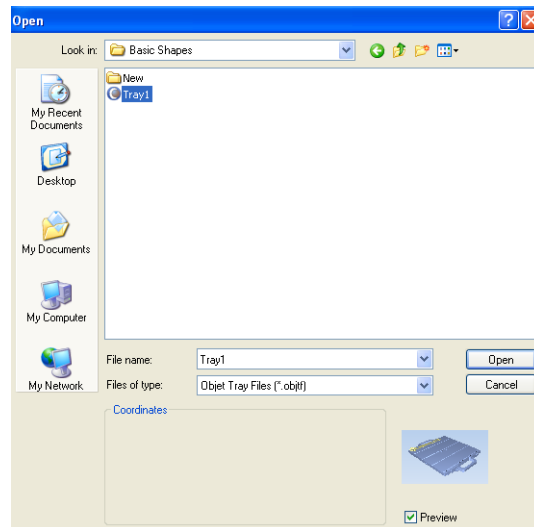 Open
Look in: Basic Shapes
New
Tray1
My Recent
Documents
Desktop
My Documents
My Computer
My Network
File name: Tray1 Open
Files of type: Objet Tray Files (*.objtf) Cancel
Coordinates
Preview